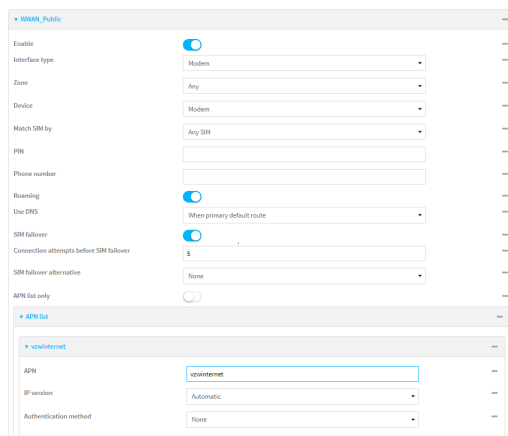 WWAN_Public
Enable
Interface type Modem
Zone Any
Device Modem
Match SIM by Any SIM
PIN
Phone number
Roaming
Use DNS When primary default route
SIM failover
Connection attempts before SIM failover 5
SIM failover alternative None
APN list only
APN list
vzwinternet
APN vzwinternet
IP version Automatic
Authentication method None